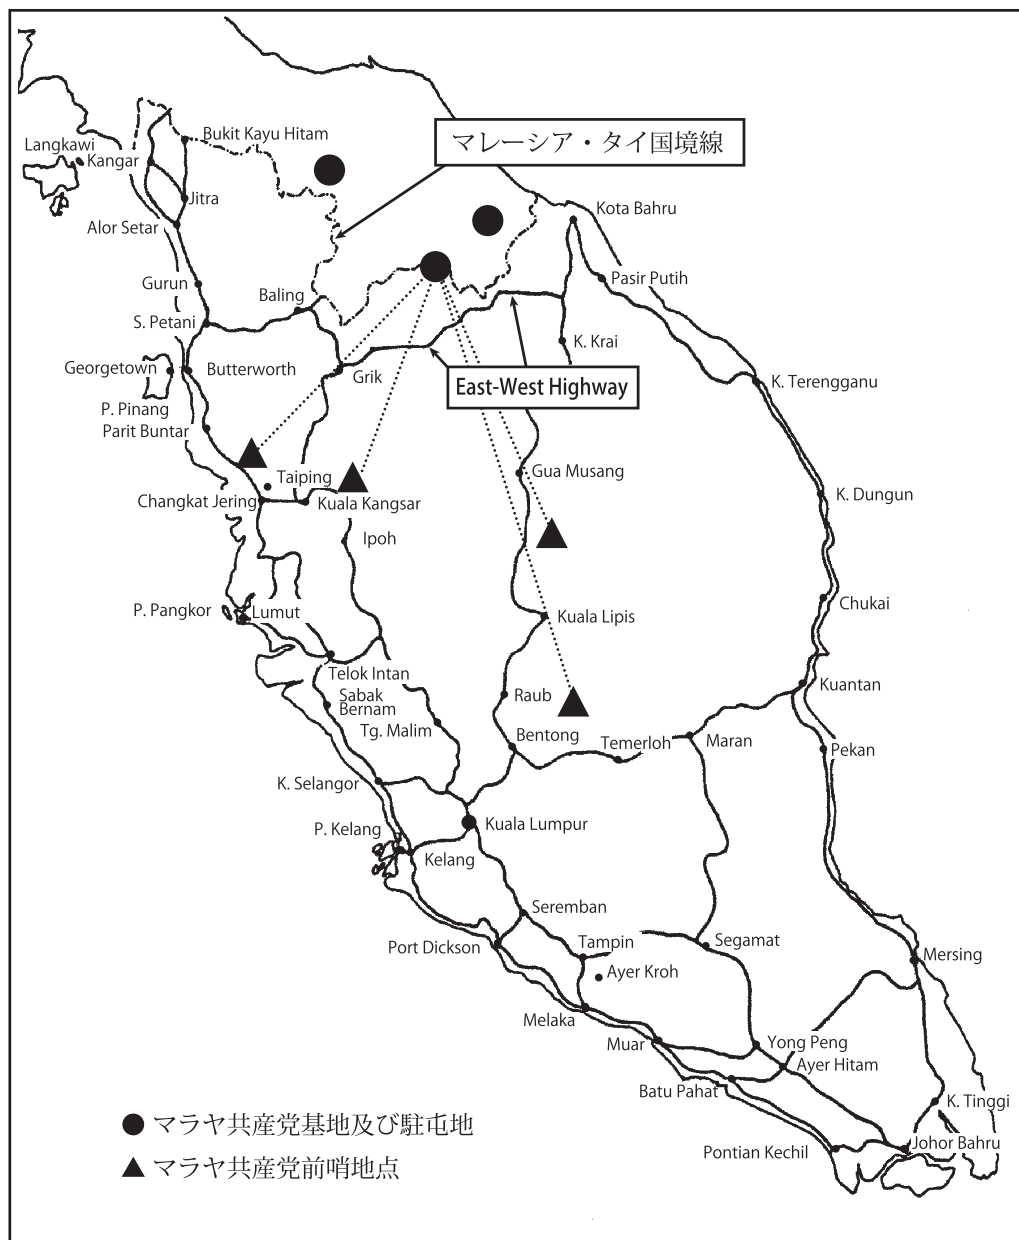 マレーシア・タイ国境線
Bukit Kayu Hitam
Langkawi
Kangar
Jitra
Alor Setar
Kota Bahru
Pasir Putih
Gurun
Baling
S. Petani
K. Krai
Georgetown
Butterworth
Grik
East-West Highway
K. Terengganu
P. Pinang
Parit Buntar
Taiping
Gua Musang
Changkat Jering
Kuala Kangsar
K. Dungun
Ipoh
P. Pangkor
Lumut
Kuala Lipis
Chukai
Telok Intan
Sabak
Bernam
Raub
Kuantan
Tg. Malim
Bentong
Temerloh
Maran
Pekan
K. Selangor
P. Kelang
Kuala Lumpur
Kelang
Seremban
Port Dickson
Tampin
Segamat
Mersing
Ayer Kroh
Melaka
Muar
Yong Peng
Ayer Hitam
Batu Pahat
K. Tinggi
Pontian Kechil
Johor Bahru
● マラヤ共産党基地及び駐屯地
▲ マラヤ共産党前哨地点